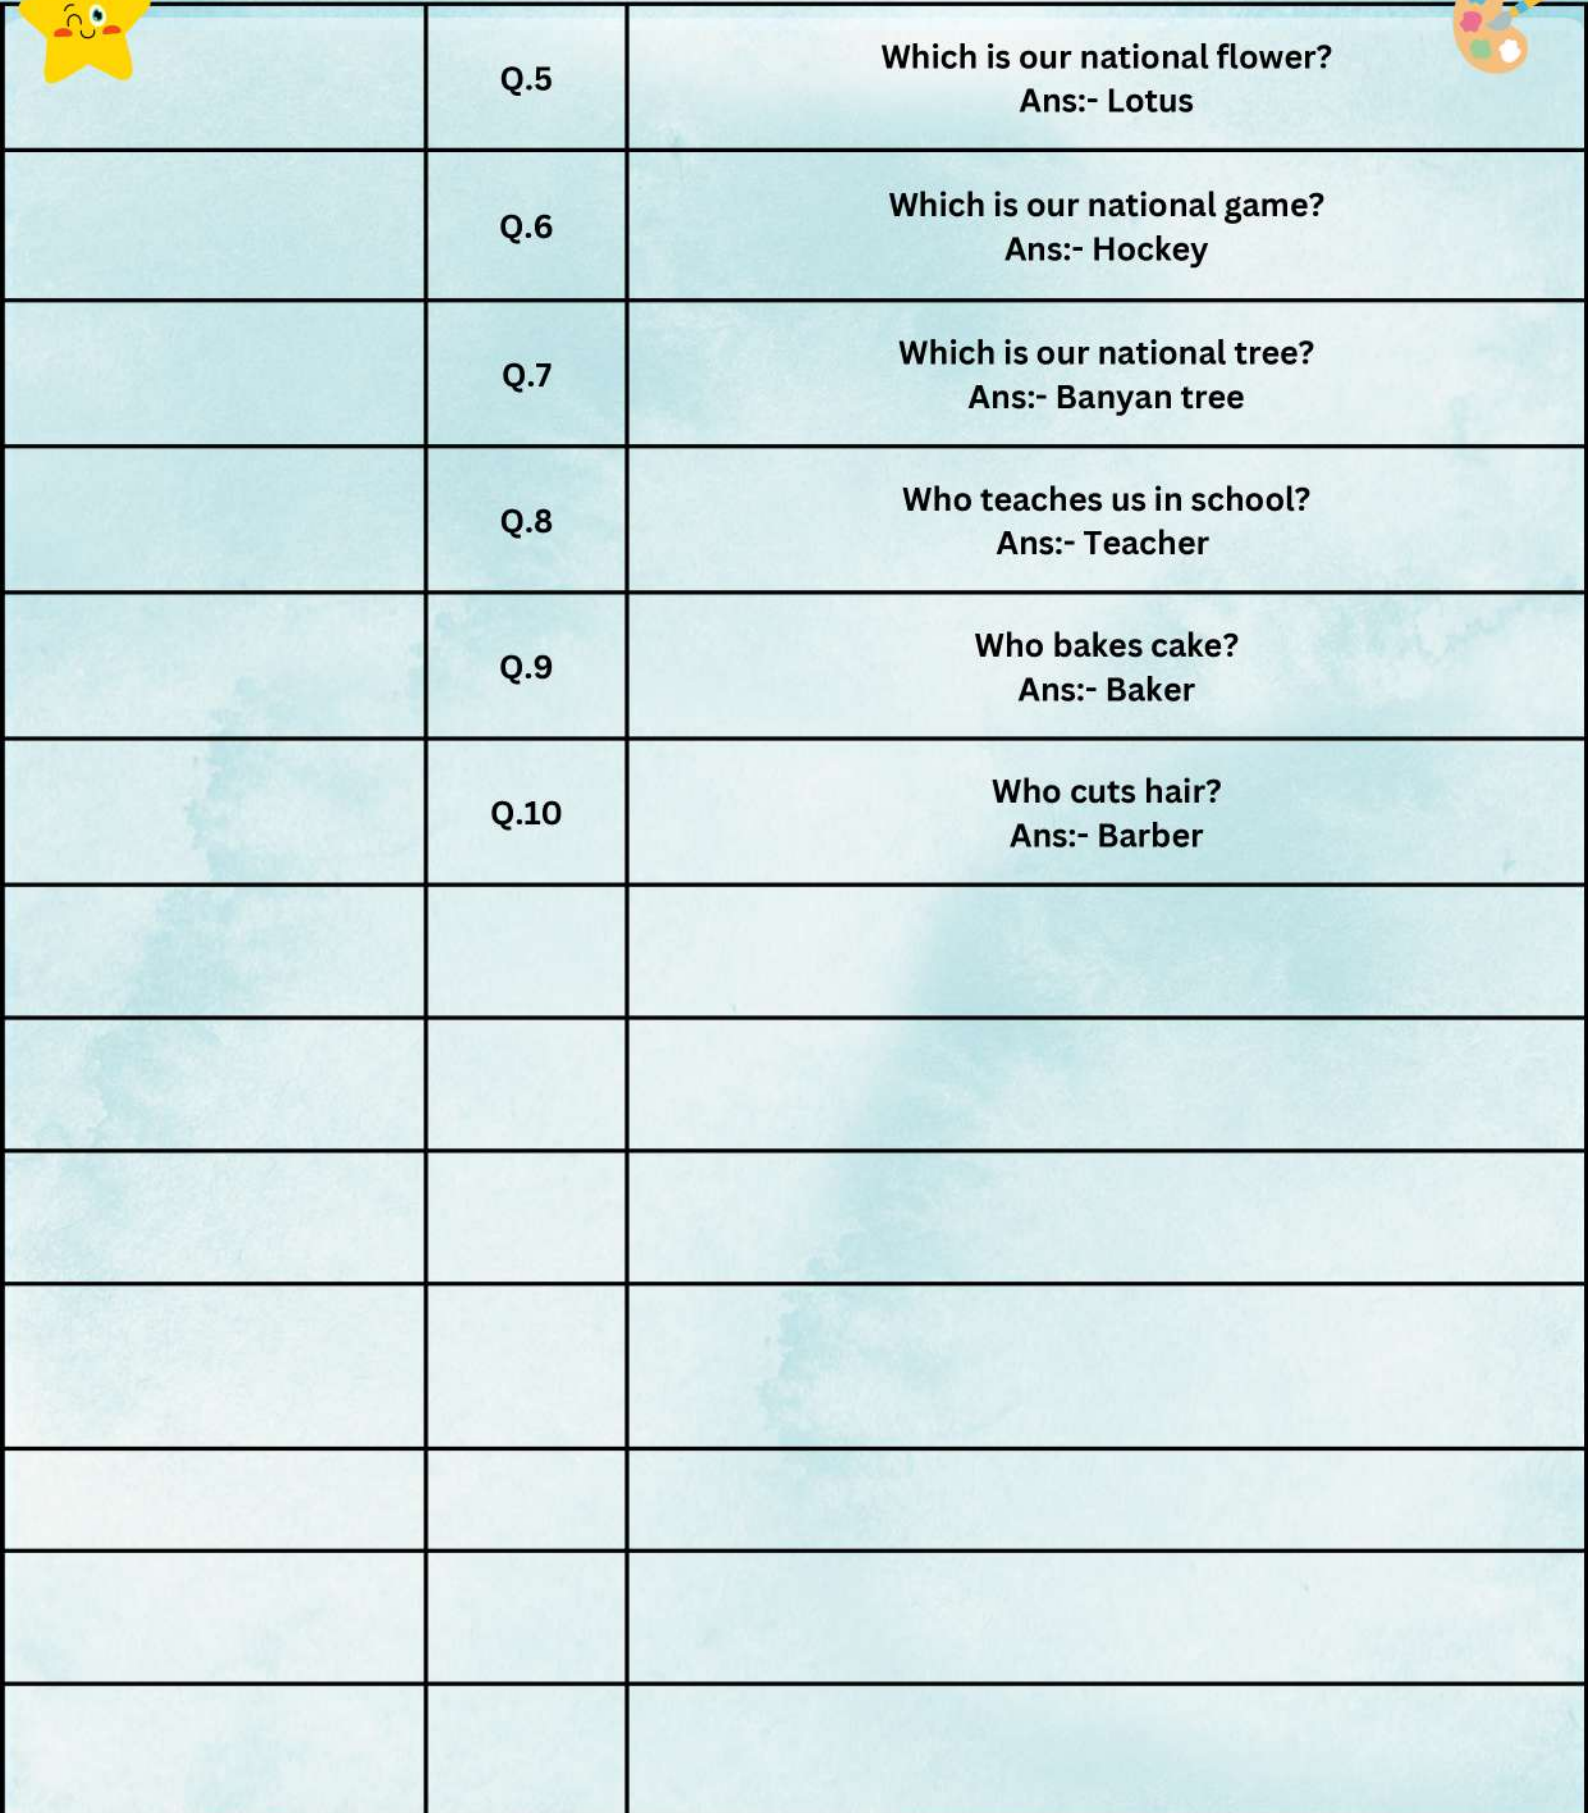 Q.5
Which is our national flower?
Ans:- Lotus
Q.6
Which is our national game?
Ans:- Hockey
Q.7
Which is our national tree?
Ans:- Banyan tree
Q.8
Who teaches us in school?
Ans:- Teacher
Q.9
Who bakes cake?
Ans:- Baker
Q.10
Who cuts hair?
Ans:- Barber